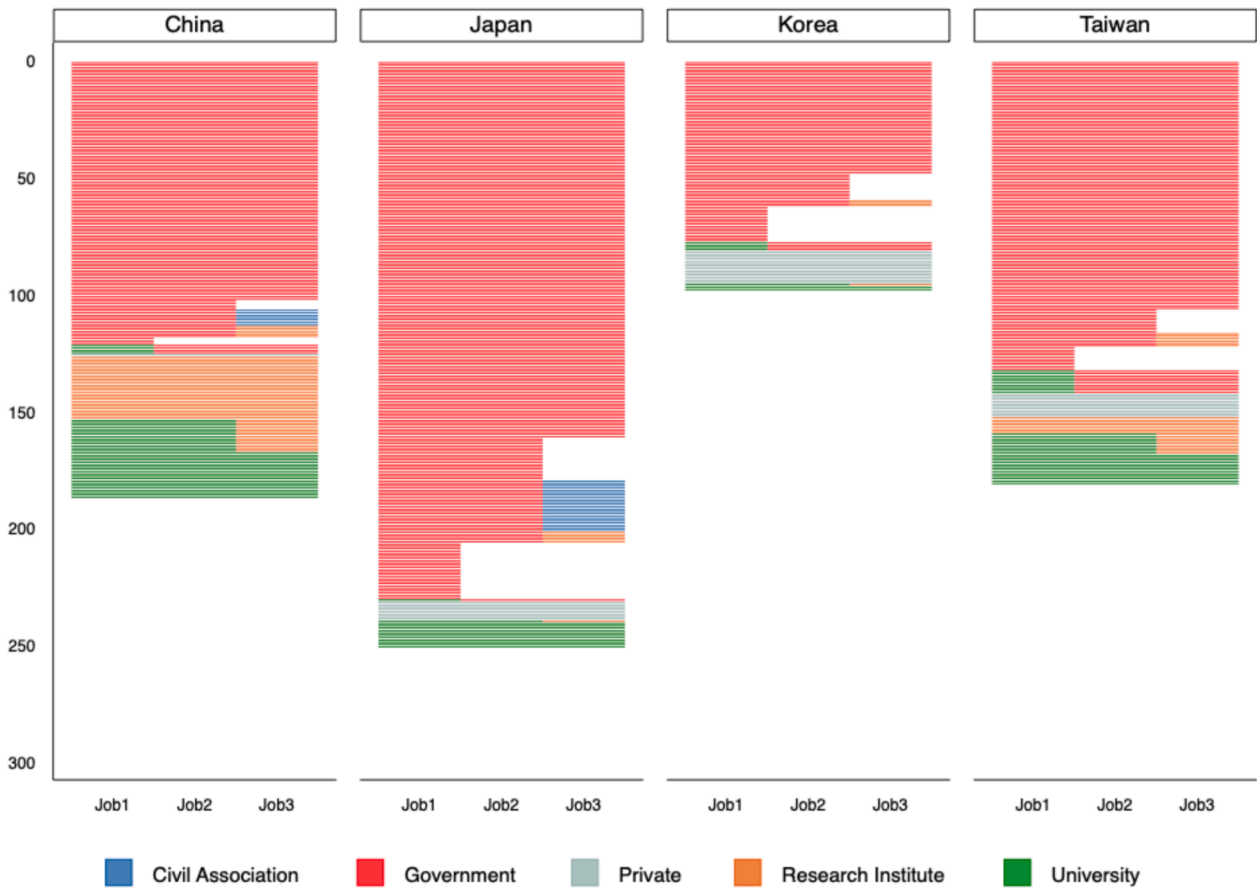 China Japan Korea Taiwan
0
50
100
150
200
250
300
Job1 Job2 Job3 Job1 Job2 Job3 Job1 Job2 Job3 Job1 Job2 Job3
Civil Association Government Private Research Institute University